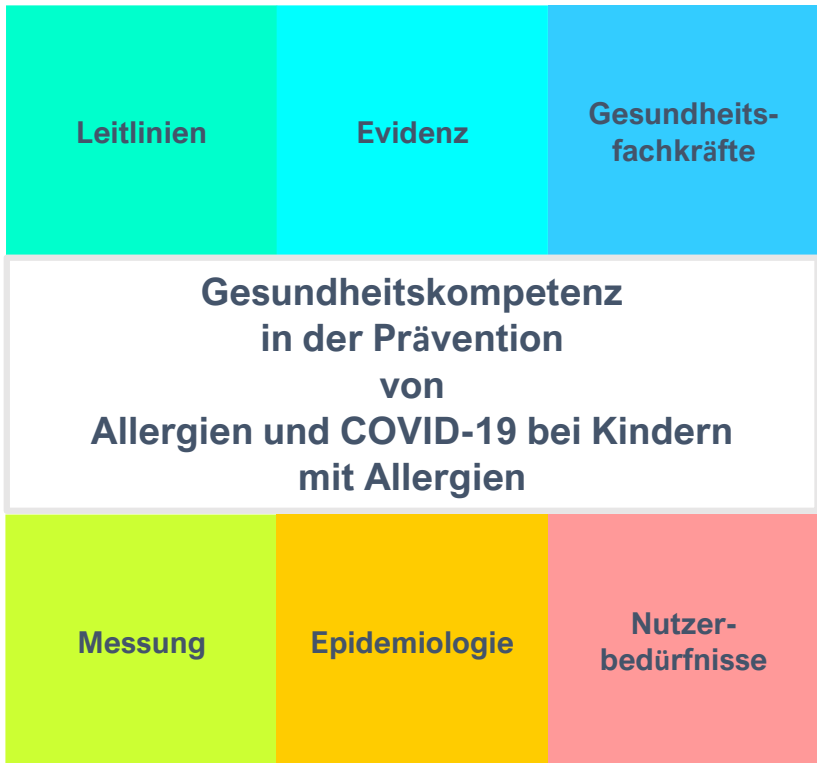 Leitlinien
Evidenz
Gesundheits-
fachkräfte
Gesundheitskompetenz
in der Prävention
von
Allergien und COVID-19 bei Kindern
mit Allergien
Messung
Epidemiologie
Nutzer-
bedürfnisse